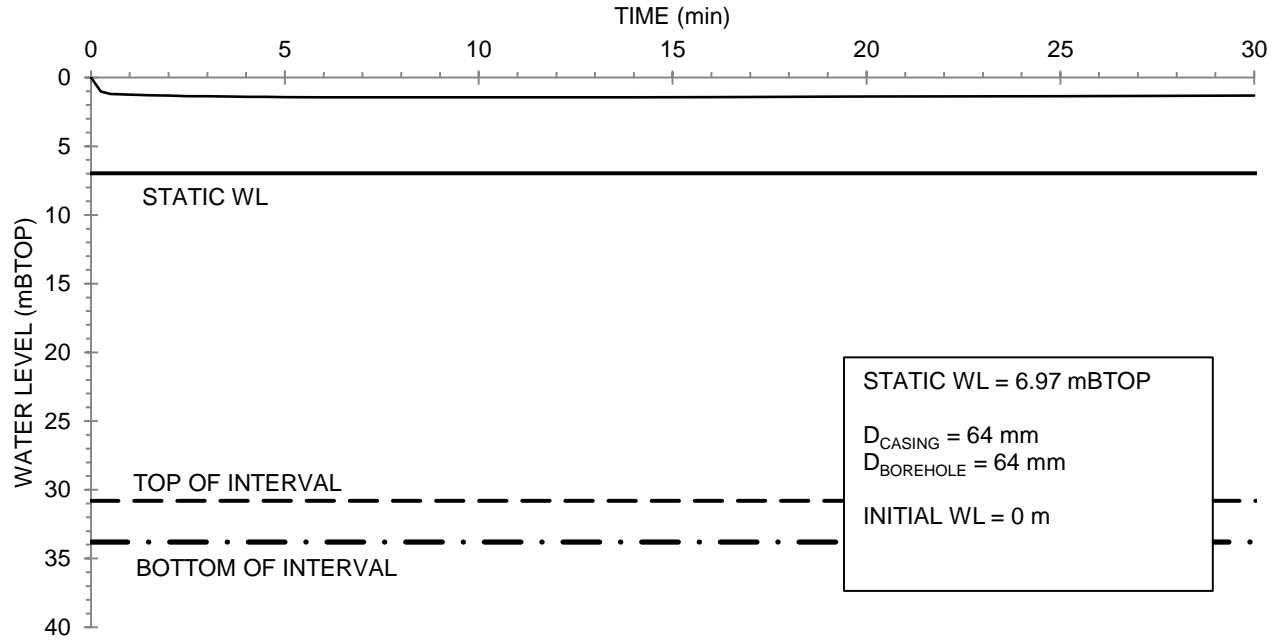 TIME (min)
0 5 10 15 20 25 30
0
5
10
15
20
25
30
35
40
WATER LEVEL (mBTOP)
STATIC WL
TOP OF INTERVAL
BOTTOM OF INTERVAL
STATIC WL = 6.97 mBTOP
D_CASING = 64 mm
D_BOREHOLE = 64 mm
INITIAL WL = 0 m